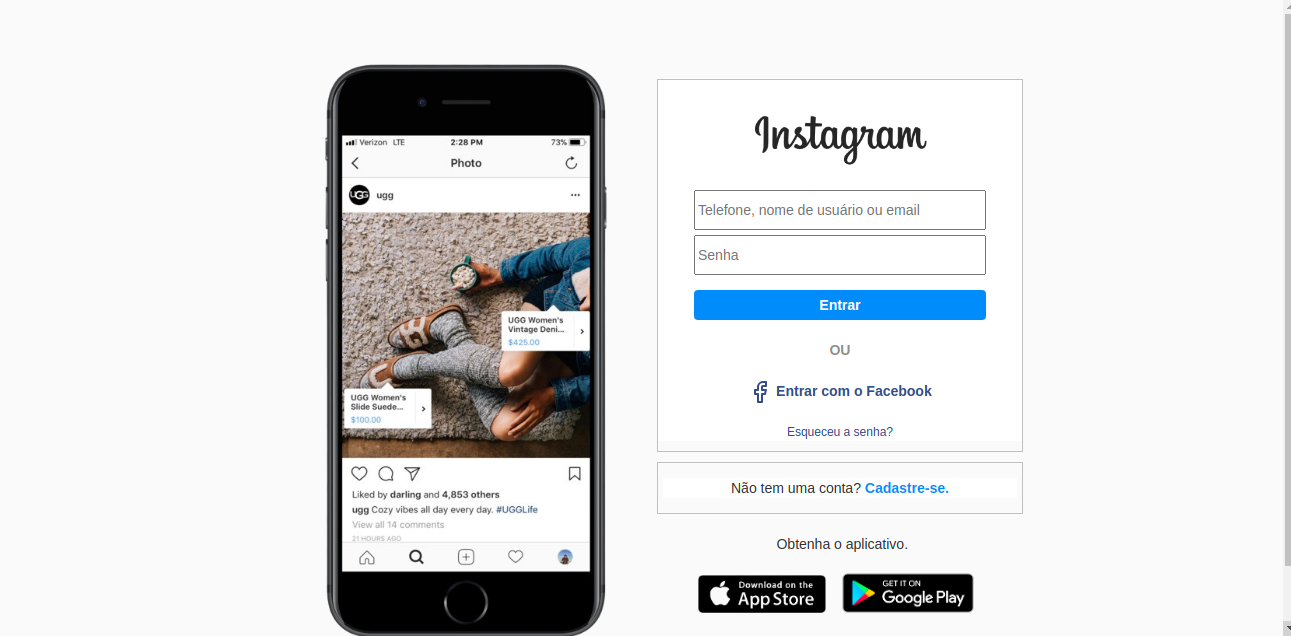 Verizon LTE 2:28 PM 73%
Photo
UGG ugg
UGG Women's
Vintage Deni...
$425.00
UGG Women's
Slide Suede...
$100.00
Liked by darling and 4,853 others
ugg Cozy vibes all day every day. #UGGLife
View all 14 comments
21 HOURS AGO
Instagram
Telefone, nome de usuário ou email
Senha
Entrar
OU
Entrar com o Facebook
Esqueceu a senha?
Não tem uma conta? Cadastre-se.
Obtenha o aplicativo.
Download on the
App Store
GET IT ON
Google Play